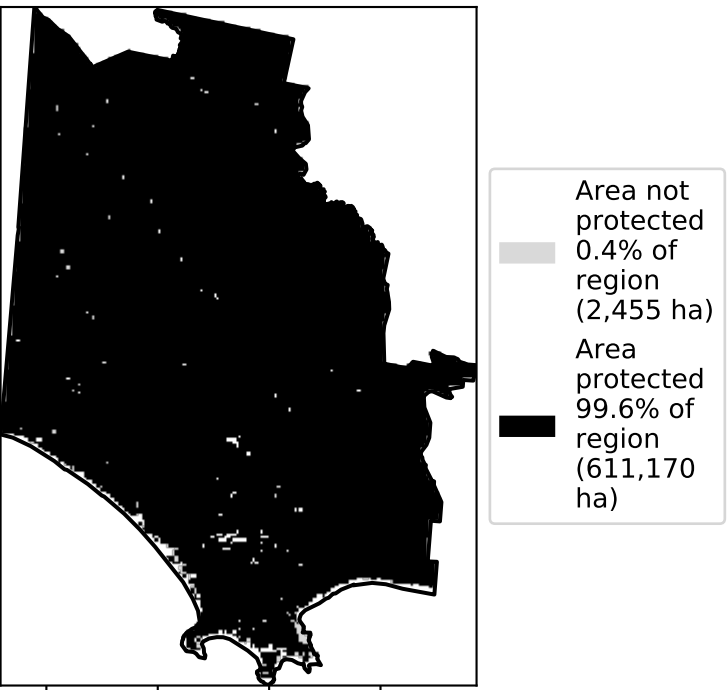 Area not
protected
0.4% of
region
(2,455 ha)
Area
protected
99.6% of
region
(611,170
ha)